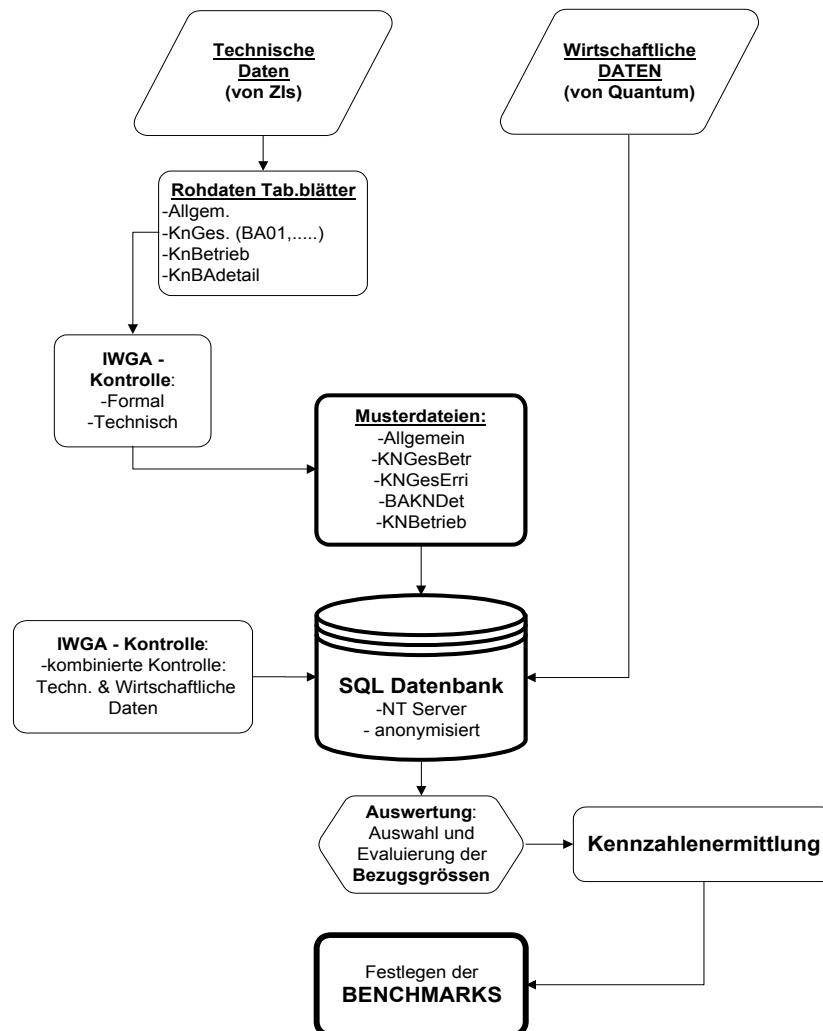 Technische
Daten
(von ZIs)
Wirtschaftliche
DATEN
(von Quantum)
Rohdaten Tab.blätter
-Allgem.
-KnGes. (BA01,.....)
-KnBetrieb
-KnBAdetail
IWGA -
Kontrolle:
-Formal
-Technisch
Musterdateien:
-Allgemein
-KNGesBetr
-KNGesErri
-BAKNDet
-KNBetrieb
IWGA - Kontrolle:
-kombinierte Kontrolle:
Techn. & Wirtschaftliche
Daten
SQL Datenbank
-NT Server
- anonymisiert
Auswertung:
Auswahl und
Evaluierung der
Bezugsgrössen
Kennzahlenermittlung
Festlegen der
BENCHMARKS